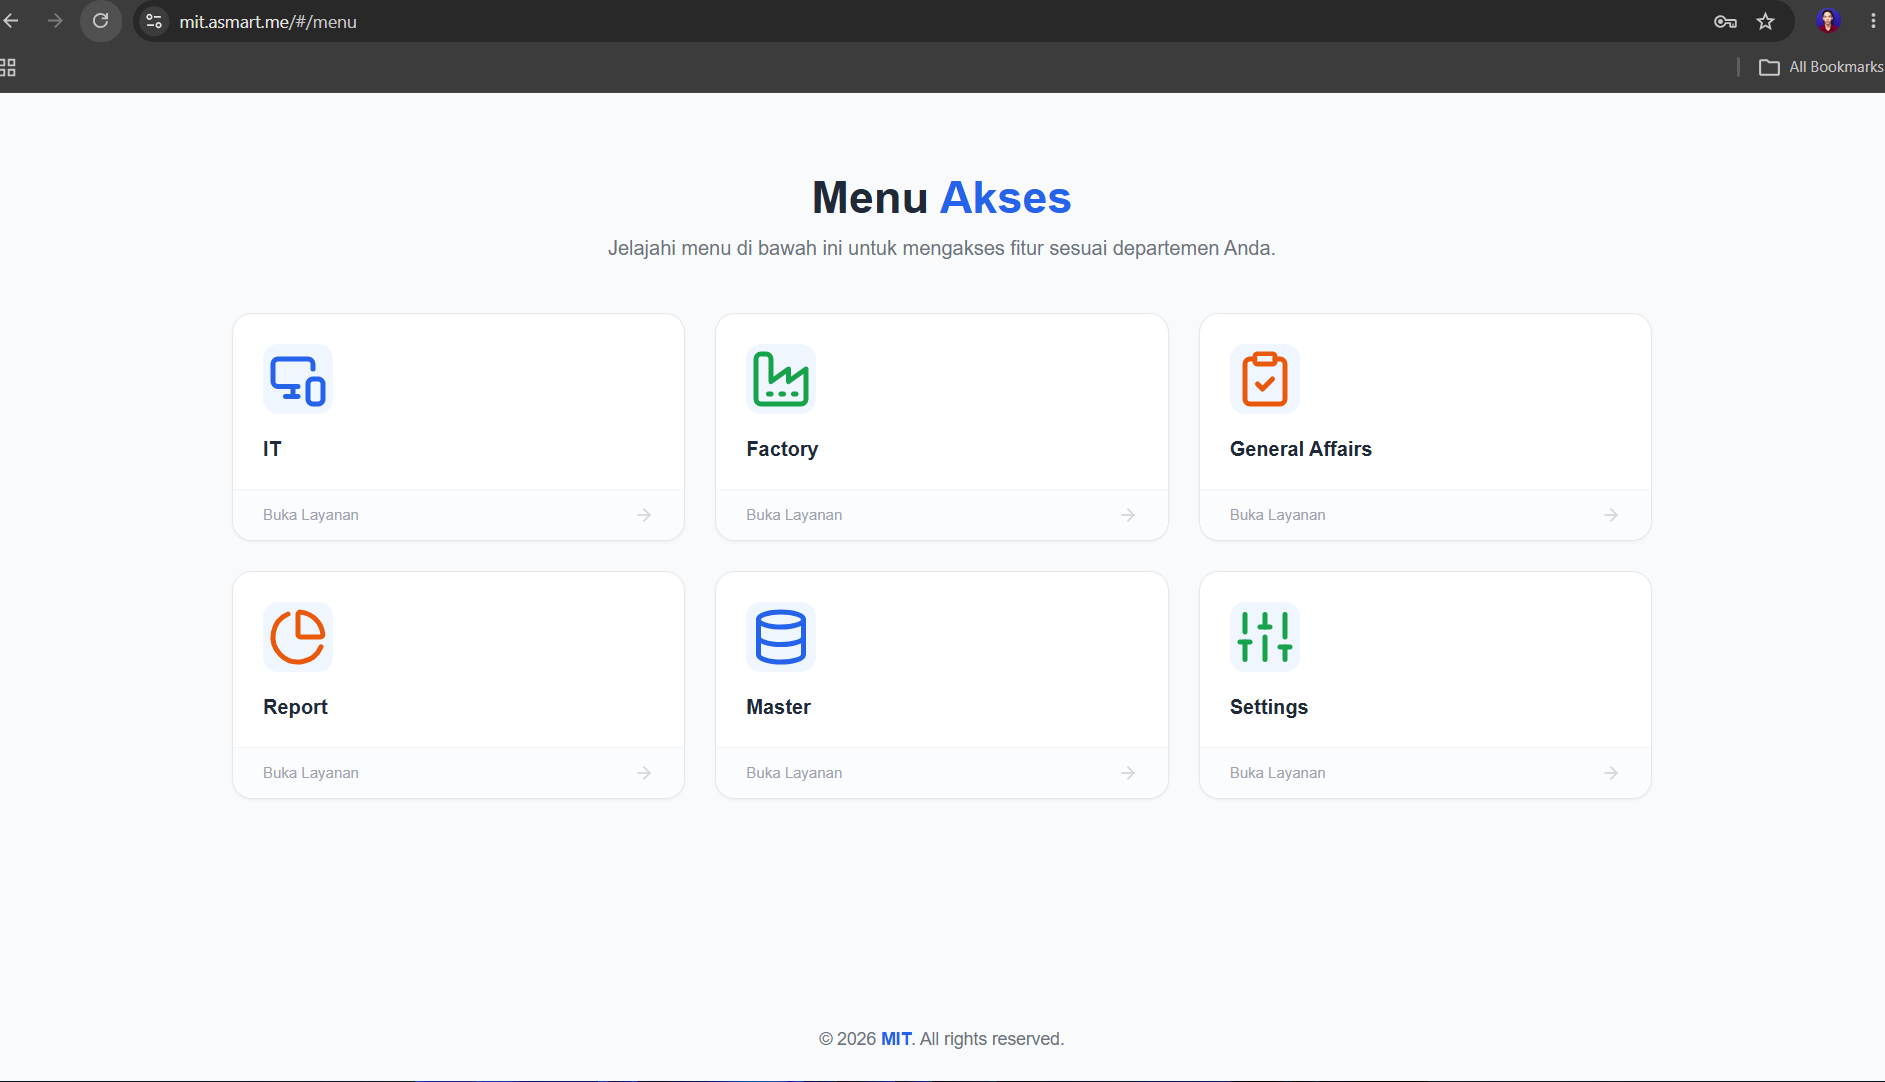 mit.asmart.me/#/menu
All Bookmarks
Menu Akses
Jelajahi menu di bawah ini untuk mengakses fitur sesuai departemen Anda.
IT
Buka Layanan
Factory
Buka Layanan
General Affairs
Buka Layanan
Report
Buka Layanan
Master
Buka Layanan
Settings
Buka Layanan
© 2026 MIT. All rights reserved.